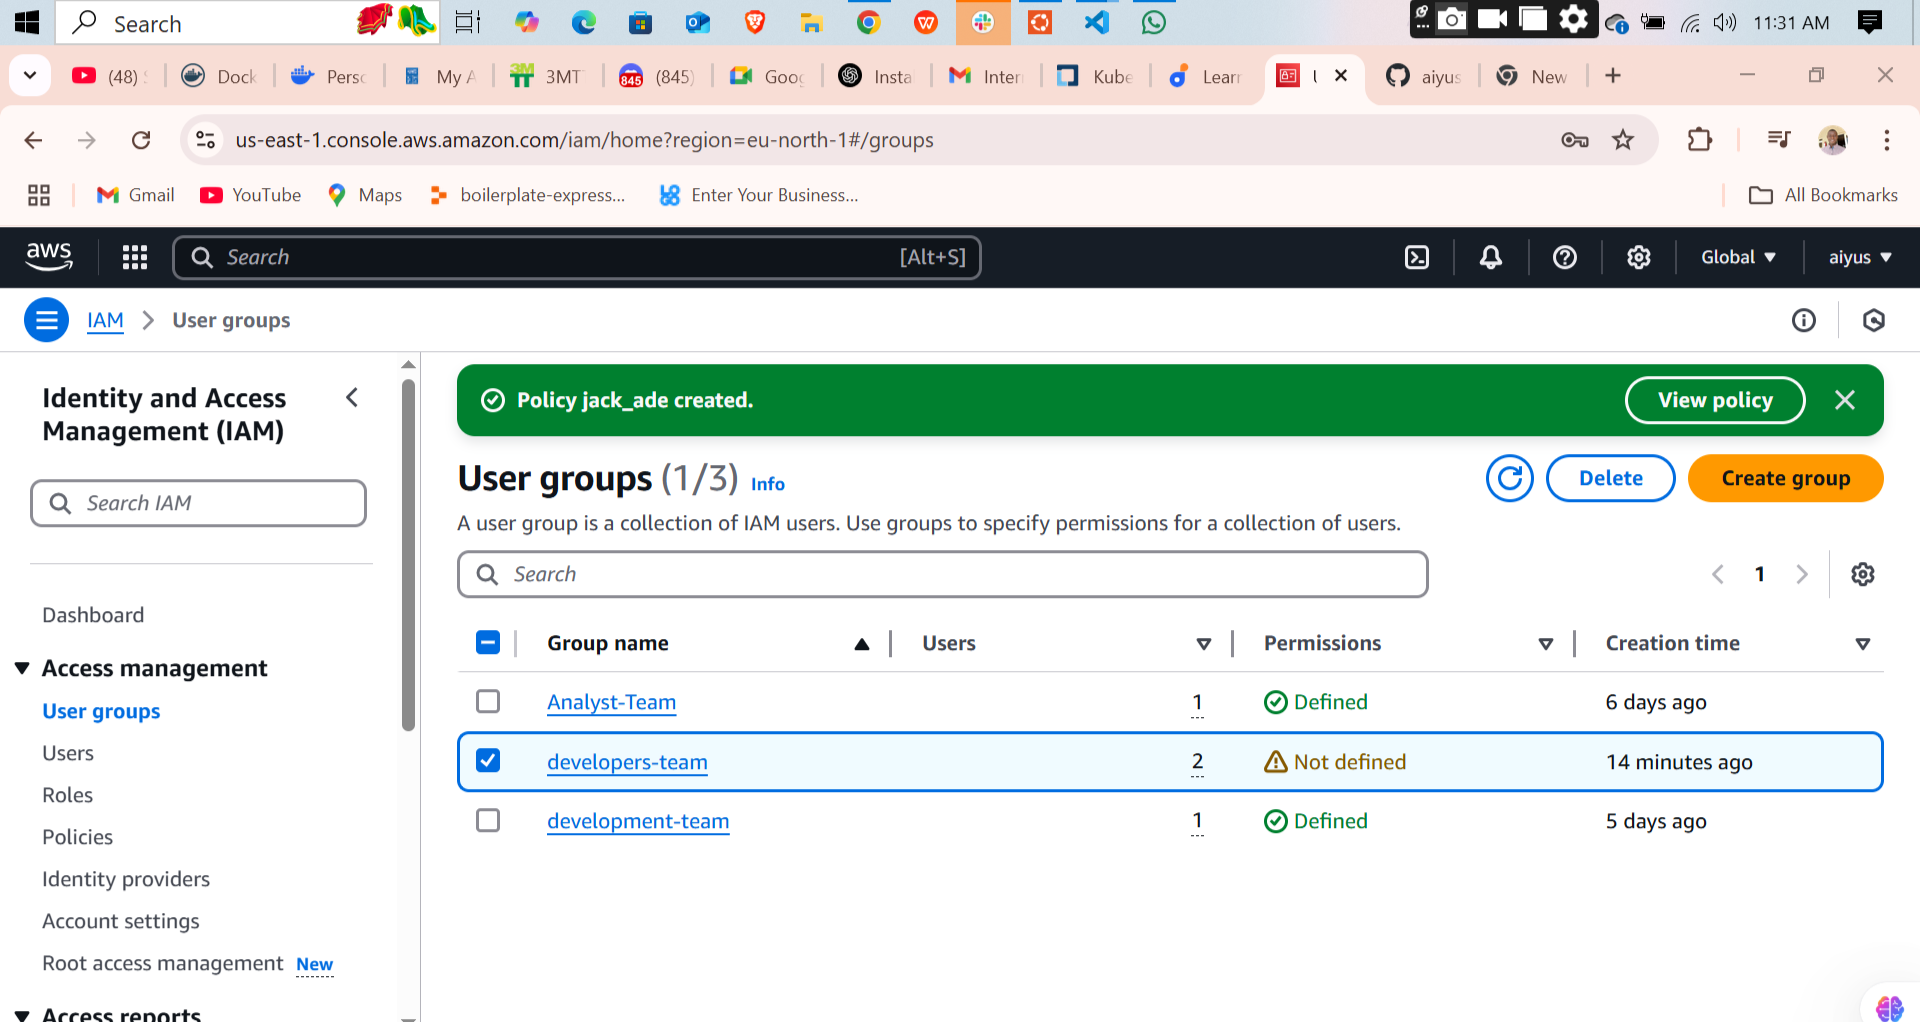 Search
11:31 AM
(48)
Dock
Perso
My A
3MT
(845)
Goog
Insta
Inter
Kube
Lear
aiyus
New
us-east-1.console.aws.amazon.com/iam/home?region=eu-north-1#/groups
Gmail
YouTube
Maps
boilerplate-express...
Enter Your Business...
All Bookmarks
aws
Search
[Alt+S]
Global
aiyus
IAM
User groups
Identity and Access
Management (IAM)
Search IAM
Dashboard
Access management
User groups
Users
Roles
Policies
Identity providers
Account settings
Root access management New
Access reports
Policy jack_ade created.
View policy
User groups (1/3) Info
Delete
Create group
A user group is a collection of IAM users. Use groups to specify permissions for a collection of users.
Search
1
Group name Users Permissions Creation time
Analyst-Team 1 Defined 6 days ago
developers-team 2 Not defined 14 minutes ago
development-team 1 Defined 5 days ago